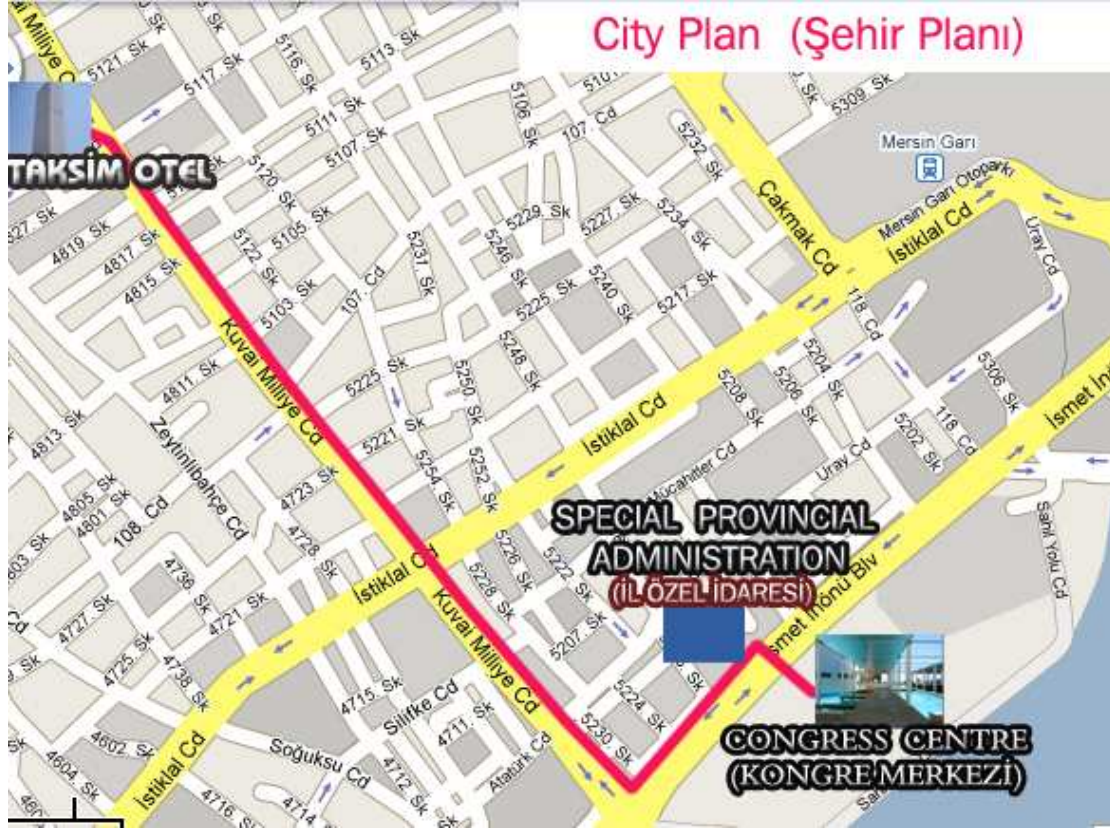 City Plan (Şehir Planı)
Kuvai Milliye Cd
5121. Sk
5117. Sk
5116. Sk
5113. Sk
5111. Sk
5107. Sk
5106. Sk
107. Cd
5232. Sk
5309. Sk
Mersin Garı
Mersin Garı Otoparkı
İstiklal Cd
Uray Cd
Çakmak Cd
TAKSİM OTEL
5120. Sk
5105. Sk
5122. Sk
5103. Sk
107. Cd
4819. Sk
4817. Sk
4815. Sk
5229. Sk
5227. Sk
5234. Sk
5231. Sk
5246. Sk
5225. Sk
5240. Sk
5217. Sk
5248. Sk
118. Cd
5204. Sk
5206. Sk
5208. Sk
5306. Sk
118. Cd
5202. Sk
Kuvai Milliye Cd
4811. Sk
4813. Sk
Zeytinlibahçe Cd
5225. Sk
5221. Sk
5250. Sk
5254. Sk
5252. Sk
İstiklal Cd
Mücahitler Cd
Uray Cd
İsmet İnö
4805. Sk
4801. Sk
108. Cd
4723. Sk
4728. Sk
4736. Sk
4721. Sk
4727. Sk
4725. Sk
4738. Sk
SPECIAL PROVINCIAL
ADMINISTRATION
(İL ÖZEL İDARESİ)
Sahil Yolu Cd
smet İnönü Blv
İstiklal C
Kuvai Milliye Cd
5226. Sk
5228. Sk
5222. Sk
5207. Sk
5224. Sk
5230. Sk
4715. Sk
Silifke Cd
4711. Sk
4712. Sk
Atatürk Cd
Soğuksu Cd
4602. Sk
4604. Sk
4716. Sk
4714. S
İstiklal Cd
CONGRESS CENTRE
(KONGRE MERKEZİ)